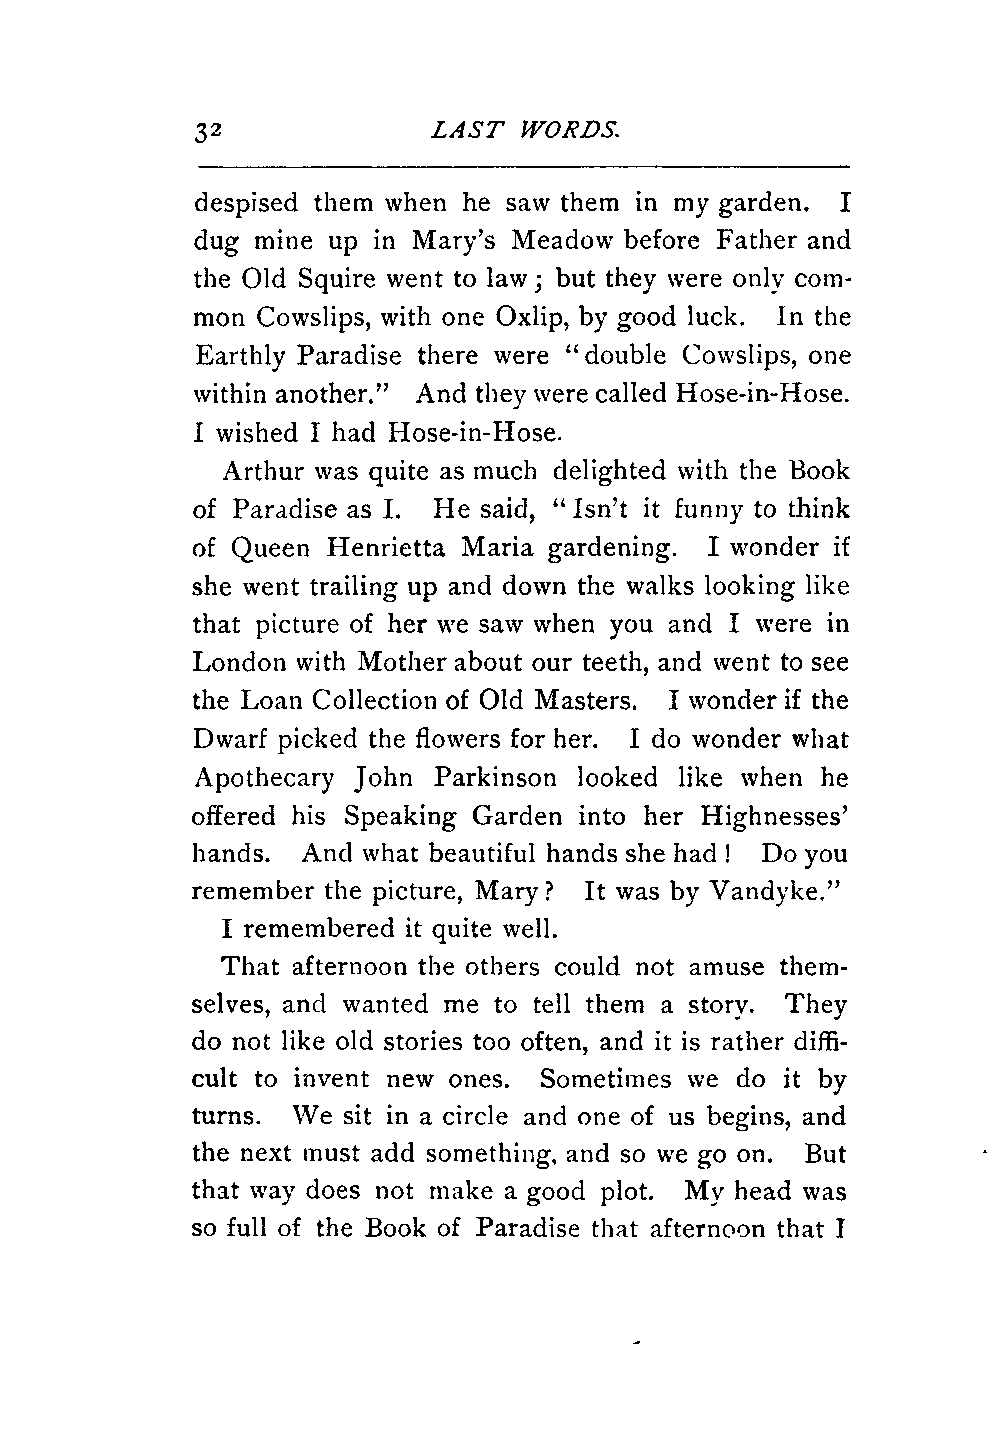 32 LAST WORDS.
despised them when he saw them in my garden. I
dug mine up in Mary's Meadow before Father and
the Old Squire went to law; but they were only com-
mon Cowslips, with one Oxlip, by good luck. In the
Earthly Paradise there were “double Cowslips, one
within another.” And they were called Hose-in-Hose.
I wished I had Hose-in-Hose.
Arthur was quite as much delighted with the Book
of Paradise as I. He said, “Isn't it funny to think
of Queen Henrietta Maria gardening. I wonder if
she went trailing up and down the walks looking like
that picture of her we saw when you and I were in
London with Mother about our teeth, and went to see
the Loan Collection of Old Masters. I wonder if the
Dwarf picked the flowers for her. I do wonder what
Apothecary John Parkinson looked like when he
offered his Speaking Garden into her Highnesses'
hands. And what beautiful hands she had! Do you
remember the picture, Mary? It was by Vandyke.”
I remembered it quite well.
That afternoon the others could not amuse them-
selves, and wanted me to tell them a story. They
do not like old stories too often, and it is rather diffi-
cult to invent new ones. Sometimes we do it by
turns. We sit in a circle and one of us begins, and
the next must add something, and so we go on. But
that way does not make a good plot. My head was
so full of the Book of Paradise that afternoon that I